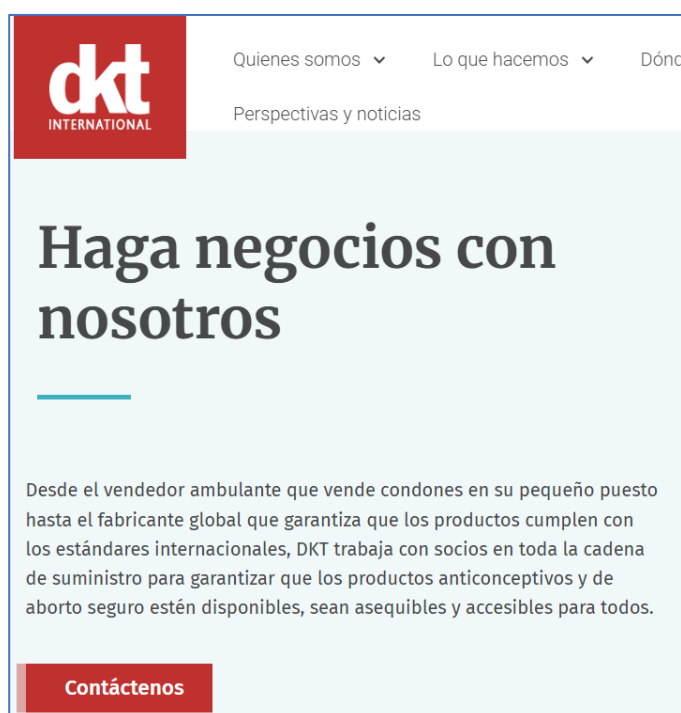 dkt
INTERNATIONAL
Quienes somos
Lo que hacemos
Perspectivas y noticias
Haga negocios con
nosotros
Desde el vendedor ambulante que vende condones en su pequeño puesto
hasta el fabricante global que garantiza que los productos cumplen con
los estándares internacionales, DKT trabaja con socios en toda la cadena
de suministro para garantizar que los productos anticonceptivos y de
aborto seguro estén disponibles, sean asequibles y accesibles para todos.
Contáctenos